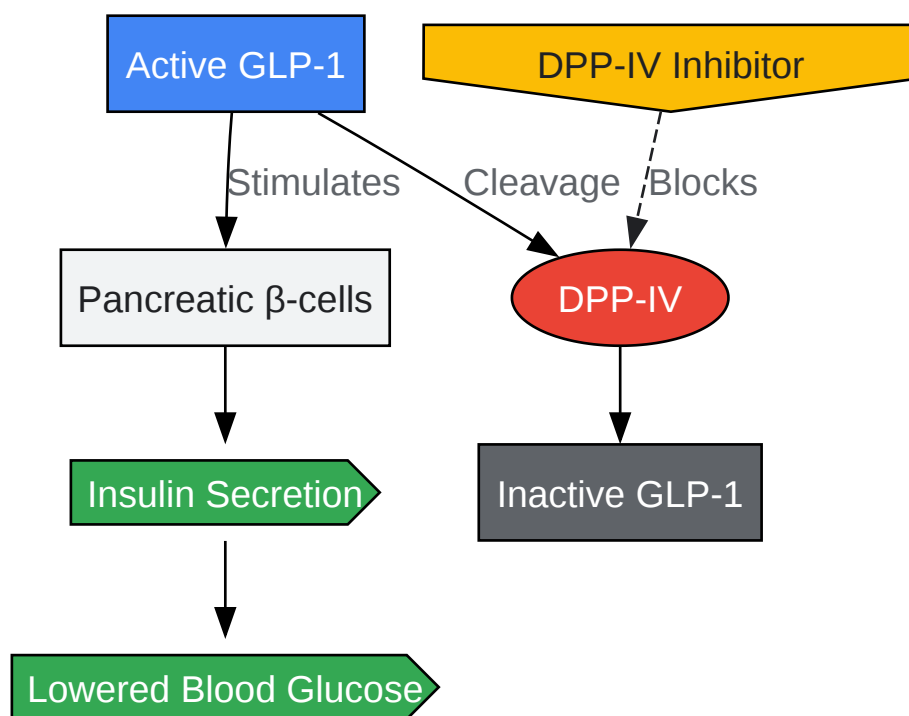 Active GLP-1
DPP-IV Inhibitor
Stimulates
Cleavage
Blocks
Pancreatic β-cells
DPP-IV
Insulin Secretion
Inactive GLP-1
Lowered Blood Glucose